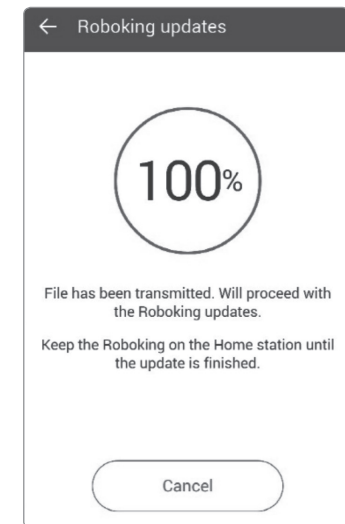 ← Roboking updates
100%
File has been transmitted. Will proceed with
the Roboking updates.
Keep the Roboking on the Home station until
the update is finished.
Cancel